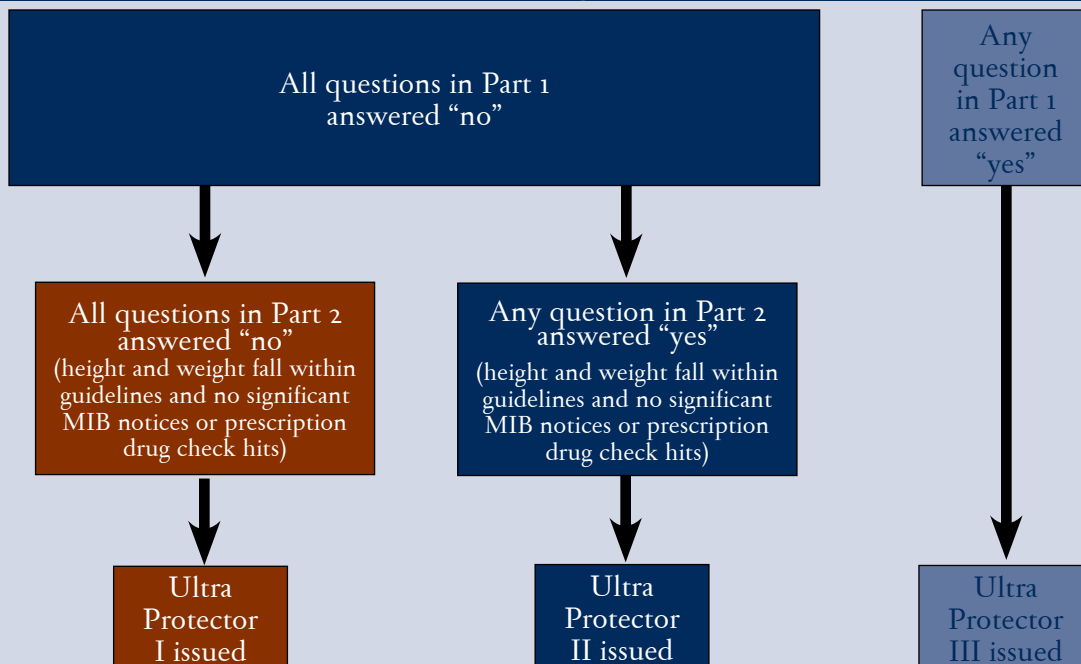 All questions in Part 1
answered “no”
Any
question
in Part 1
answered
“yes”
All questions in Part 2
answered “no”
(height and weight fall within
guidelines and no significant
MIB notices or prescription
drug check hits)
Any question in Part 2
answered “yes”
(height and weight fall within
guidelines and no significant
MIB notices or prescription
drug check hits)
Ultra
Protector
I issued
Ultra
Protector
II issued
Ultra
Protector
III issued